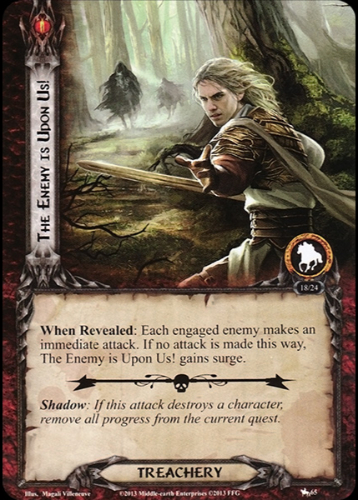 THE ENEMY IS UPON US!
18/24
When Revealed: Each engaged enemy makes an
immediate attack. If no attack is made this way,
The Enemy is Upon Us! gains surge.
Shadow: If this attack destroys a character,
remove all progress from the current quest.
TREACHERY
Illus. Magali Villeneuve ©2013 Middle-earth Enterprises ©2013 FFG 65